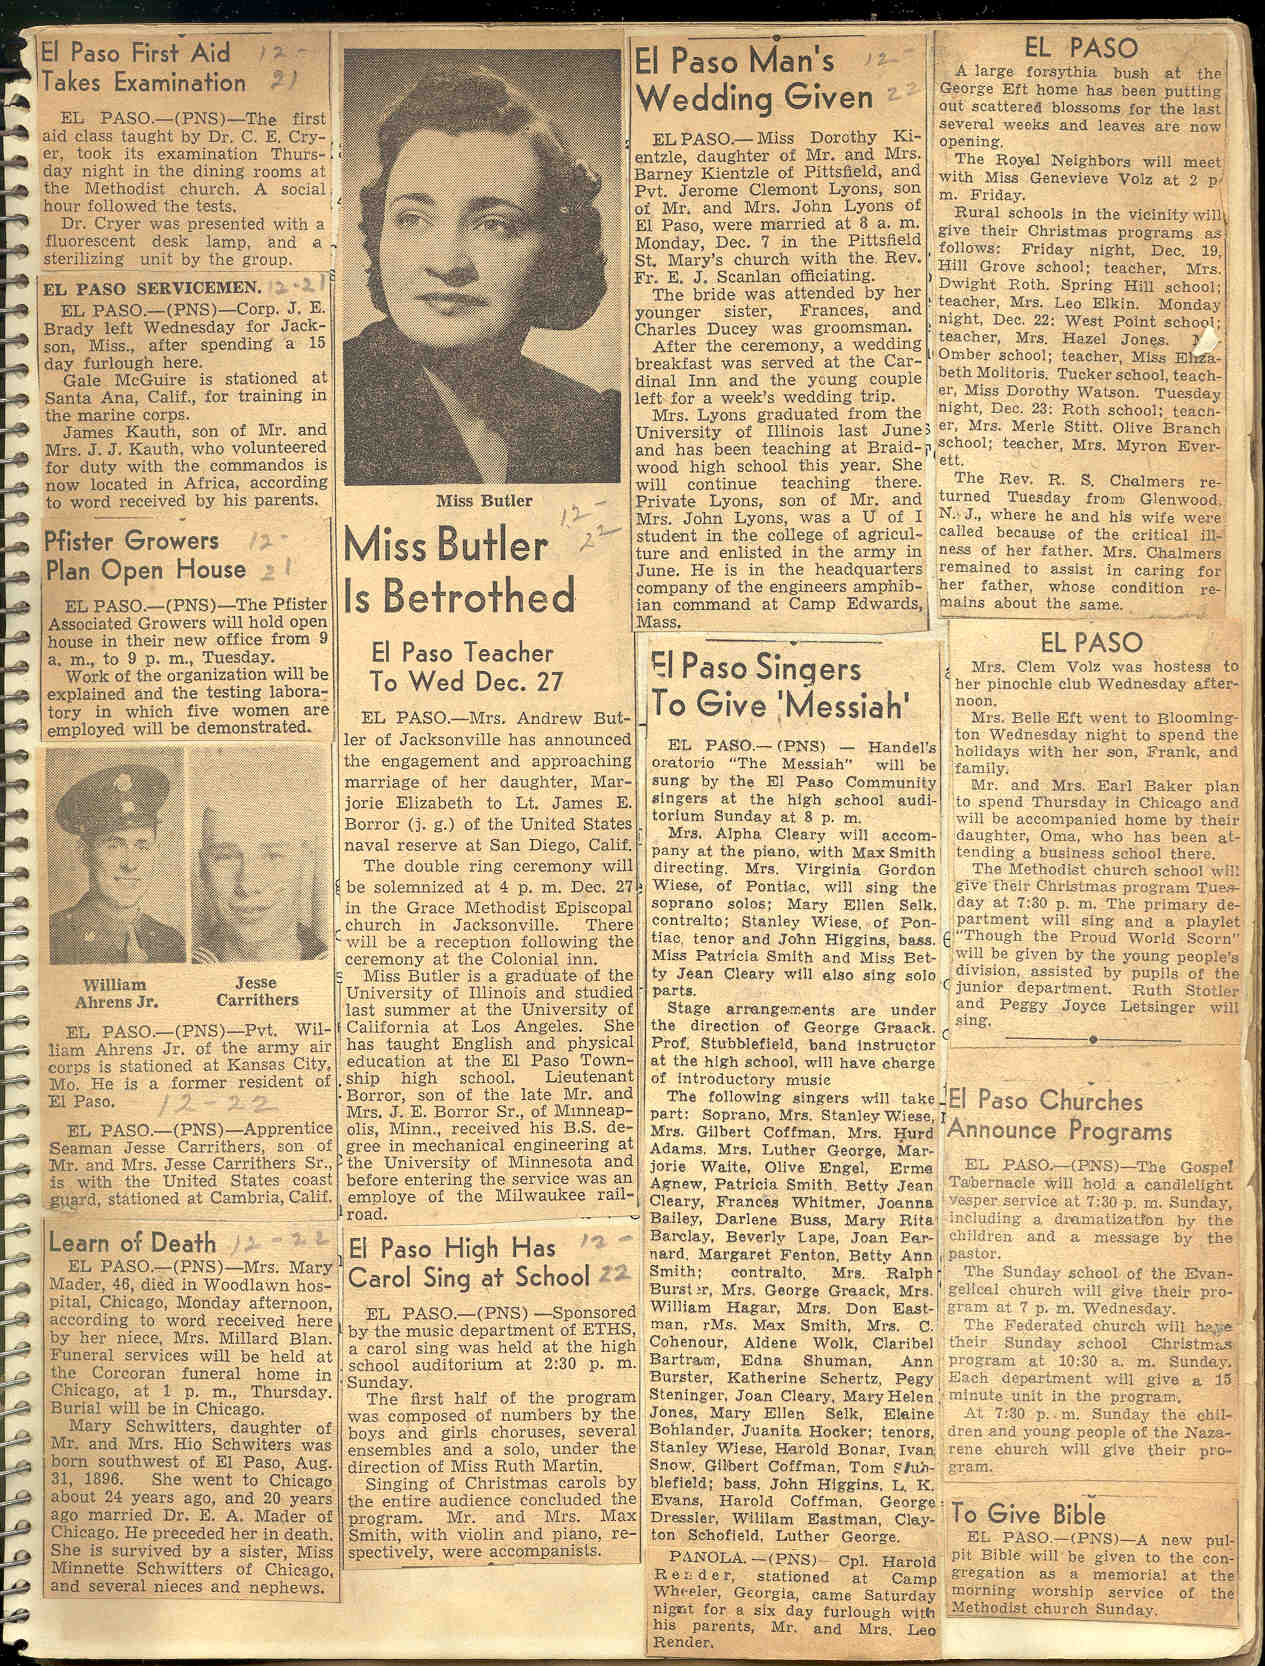 El Paso First Aid
Takes Examination
12-
21
EL PASO.—(PNS)—The first
aid class taught by Dr. C. E. Cry-
er, took its examination Thurs-
day night in the dining rooms at
the Methodist church. A social
hour followed the tests.
Dr. Cryer was presented with a
fluorescent desk lamp, and a
sterilizing unit by the group.
EL PASO SERVICEMEN. 12-21
EL PASO.—(PNS)—Corp. J. E.
Brady left Wednesday for Jack-
son, Miss., after spending a 15
day furlough here.
Gale McGuire is stationed at
Santa Ana, Calif., for training in
the marine corps.
James Kauth, son of Mr. and
Mrs. J. J. Kauth, who volunteered
for duty with the commandos is
now located in Africa, according
to word received by his parents.
Pfister Growers
Plan Open House
12-
21
EL PASO.—(PNS)—The Pfister
Associated Growers will hold open
house in their new office from 9
a. m., to 9 p. m., Tuesday.
Work of the organization will be
explained and the testing labora-
tory in which five women are
employed will be demonstrated.
William
Ahrens Jr.
Jesse
Carrithers
EL PASO.—(PNS)—Pvt. Wil-
liam Ahrens Jr. of the army air
corps is stationed at Kansas City,
Mo. He is a former resident of
El Paso. 12-22
EL PASO.—(PNS)—Apprentice
Seaman Jesse Carrithers, son of
Mr. and Mrs. Jesse Carrithers Sr.,
is with the United States coast
guard, stationed at Cambria, Calif.
Learn of Death 12-22
EL PASO.—(PNS)—Mrs. Mary
Mader, 46, died in Woodlawn hos-
pital, Chicago, Monday afternoon,
according to word received here
by her niece, Mrs. Millard Blan.
Funeral services will be held at
the Corcoran funeral home in
Chicago, at 1 p. m., Thursday.
Burial will be in Chicago.
Mary Schwitters, daughter of
Mr. and Mrs. Hio Schwiters was
born southwest of El Paso, Aug.
31, 1896. She went to Chicago
about 24 years ago, and 20 years
ago married Dr. E. A. Mader of
Chicago. He preceded her in death.
She is survived by a sister, Miss
Minnette Schwitters of Chicago,
and several nieces and nephews.
Miss Butler
Miss Butler
Is Betrothed
12-
22
El Paso Teacher
To Wed Dec. 27
EL PASO.—Mrs. Andrew But-
ler of Jacksonville has announced
the engagement and approaching
marriage of her daughter, Mar-
jorie Elizabeth to Lt. James E.
Borror (j. g.) of the United States
naval reserve at San Diego, Calif.
The double ring ceremony will
be solemnized at 4 p. m. Dec. 27
in the Grace Methodist Episcopal
church in Jacksonville. There
will be a reception following the
ceremony at the Colonial inn.
Miss Butler is a graduate of the
University of Illinois and studied
last summer at the University of
California at Los Angeles. She
has taught English and physical
education at the El Paso Town-
ship high school. Lieutenant
Borror, son of the late Mr. and
Mrs. J. E. Borror Sr., of Minneap-
olis, Minn., received his B.S. de-
gree in mechanical engineering at
the University of Minnesota and
before entering the service was an
employe of the Milwaukee rail-
road.
El Paso High Has
Carol Sing at School
12-
22
EL PASO.—(PNS) —Sponsored
by the music department of ETHS,
a carol sing was held at the high
school auditorium at 2:30 p. m.
Sunday.
The first half of the program
was composed of numbers by the
boys and girls choruses, several
ensembles and a solo, under the
direction of Miss Ruth Martin.
Singing of Christmas carols by
the entire audience concluded the
program. Mr. and Mrs. Max
Smith, with violin and piano, re-
spectively, were accompanists.
El Paso Man's
Wedding Given
12-
22
EL PASO.—Miss Dorothy Ki-
entzle, daughter of Mr. and Mrs.
Barney Kientzle of Pittsfield, and
Pvt. Jerome Clemont Lyons, son
of Mr. and Mrs. John Lyons of
El Paso, were married at 8 a. m.
Monday, Dec. 7 in the Pittsfield
St. Mary's church with the Rev.
Fr. E. J. Scanlan officiating.
The bride was attended by her
younger sister, Frances, and
Charles Ducey was groomsman.
After the ceremony, a wedding
breakfast was served at the Car-
dinal Inn and the young couple
left for a week's wedding trip.
Mrs. Lyons graduated from the
University of Illinois last June
and has been teaching at Braid-
wood high school this year. She
will continue teaching there.
Private Lyons, son of Mr. and
Mrs. John Lyons, was a U of I
student in the college of agricul-
ture and enlisted in the army in
June. He is in the headquarters
company of the engineers amphib-
ian command at Camp Edwards,
Mass.
El Paso Singers
To Give 'Messiah'
EL PASO.—(PNS) — Handel's
oratorio "The Messiah" will be
sung by the El Paso Community
singers at the high school audi-
torium Sunday at 8 p. m.
Mrs. Alpha Cleary will accom-
pany at the piano, with Max Smith
directing. Mrs. Virginia Gordon
Wiese, of Pontiac, will sing the
soprano solos; Mary Ellen Selk,
contralto; Stanley Wiese, of Pon-
tiac, tenor and John Higgins, bass.
Miss Patricia Smith and Miss Bet-
ty Jean Cleary will also sing solo
parts.
Stage arrangements are under
the direction of George Graack.
Prof. Stubblefield, band instructor
at the high school, will have charge
of introductory music
The following singers will take
part: Soprano, Mrs. Stanley Wiese,
Mrs. Gilbert Coffman, Mrs. Hurd
Adams, Mrs. Luther George, Mar-
jorie Waite, Olive Engel, Erme
Agnew, Patricia Smith, Betty Jean
Cleary, Frances Whitmer, Joanna
Bailey, Darlene Buss, Mary Rita
Barclay, Beverly Lape, Joan Bar-
nard, Margaret Fenton, Betty Ann
Smith; contralto, Mrs. Ralph
Burster, Mrs. George Graack, Mrs.
William Hagar, Mrs. Don East-
man, rMs. Max Smith, Mrs. C.
Cohenour, Aldene Wolk, Claribel
Bartram, Edna Shuman, Ann
Burster, Katherine Schertz, Pegy
Steninger, Joan Cleary, Mary Helen
Jones, Mary Ellen Selk, Elaine
Bohlander, Juanita Hocker; tenors,
Stanley Wiese, Harold Bonar, Ivan
Snow, Gilbert Coffman, Tom Stub-
blefield; bass, John Higgins, L. K.
Evans, Harold Coffman, George
Dressler, Wililam Eastman, Clay-
ton Schofield, Luther George.
PANOLA.—(PNS)— Cpl. Harold
Render, stationed at Camp
Wheeler, Georgia, came Saturday
night for a six day furlough with
his parents, Mr. and Mrs. Leo
Render.
EL PASO
A large forsythia bush at the
George Eft home has been putting
out scattered blossoms for the last
several weeks and leaves are now
opening.
The Royal Neighbors will meet
with Miss Genevieve Volz at 2 p.
m. Friday.
Rural schools in the vicinity will
give their Christmas programs as
follows: Friday night, Dec. 19,
Hill Grove school; teacher, Mrs.
Dwight Roth. Spring Hill school;
teacher, Mrs. Leo Elkin. Monday
night, Dec. 22: West Point school;
teacher, Mrs. Hazel Jones.
Omber school; teacher, Miss Eliza-
beth Molitoris. Tucker school, teach-
er, Miss Dorothy Watson. Tuesday
night, Dec. 23: Roth school; teach-
er, Mrs. Merle Stitt. Olive Branch
school; teacher, Mrs. Myron Ever-
ett.
The Rev. R. S. Chalmers re-
turned Tuesday from Glenwood,
N. J., where he and his wife were
called because of the critical ill-
ness of her father. Mrs. Chalmers
remained to assist in caring for
her father, whose condition re-
mains about the same.
EL PASO
Mrs. Clem Volz was hostess to
her pinochle club Wednesday after-
noon.
Mrs. Belle Eft went to Blooming-
ton Wednesday night to spend the
holidays with her son, Frank, and
family.
Mr. and Mrs. Earl Baker plan
to spend Thursday in Chicago and
will be accompanied home by their
daughter, Oma, who has been at-
tending a business school there.
The Methodist church school will
give their Christmas program Tues-
day at 7:30 p. m. The primary de-
partment will sing and a playlet
"Though the Proud World Scorn"
will be given by the young people's
division, assisted by pupils of the
junior department. Ruth Stotler
and Peggy Joyce Letsinger will
sing.
El Paso Churches
Announce Programs
EL PASO.—(PNS)—The Gospel
Tabernacle will hold a candlelight
vesper service at 7:30 p. m. Sunday,
including a dramatization by the
children and a message by the
pastor.
The Sunday school of the Evan-
gelical church will give their pro-
gram at 7 p. m. Wednesday.
The Federated church will have
their Sunday school Christmas
program at 10:30 a. m. Sunday.
Each department will give a 15
minute unit in the program.
At 7:30 p. m. Sunday the chil-
dren and young people of the Naza-
rene church will give their pro-
gram.
To Give Bible
EL PASO.—(PNS)—A new pul-
pit Bible will be given to the con-
gregation as a memorial at the
morning worship service of the
Methodist church Sunday.